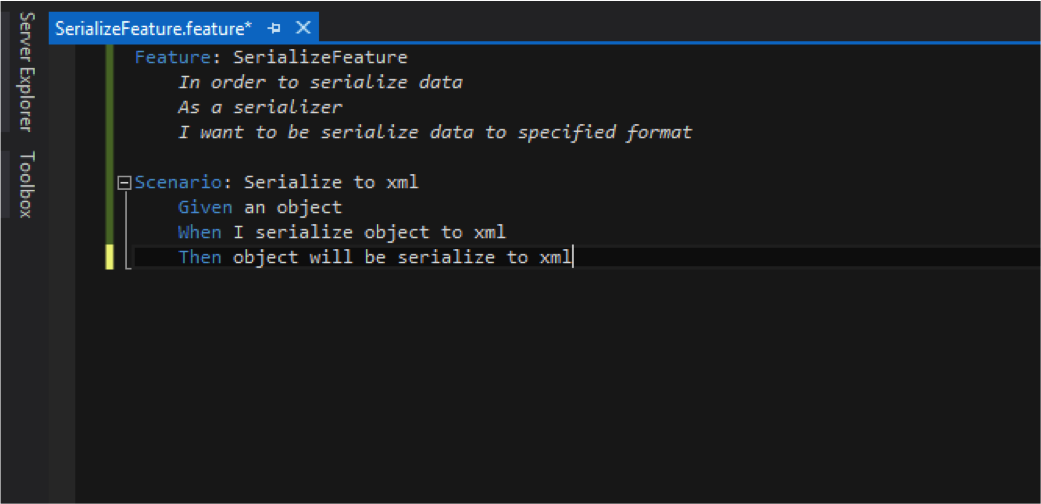 SerializeFeature.feature*
Server Explorer
Toolbox
Feature: SerializeFeature
In order to serialize data
As a serializer
I want to be serialize data to specified format
Scenario: Serialize to xml
Given an object
When I serialize object to xml
Then object will be serialize to xml